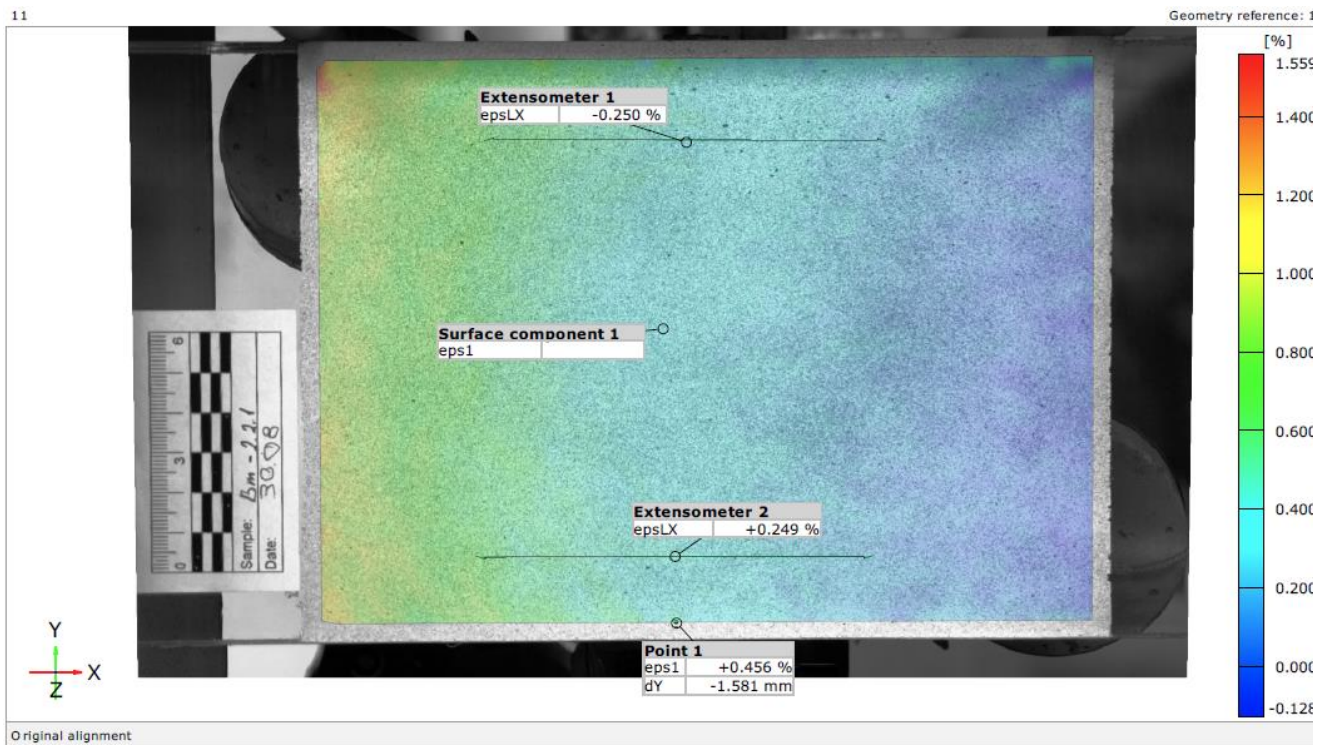 11
Geometry reference: 1
[%]
1.559
1.400
1.200
1.000
0.800
0.600
0.400
0.200
0.000
-0.128
Extensometer 1
epsLX -0.250 %
Surface component 1
eps1
Extensometer 2
epsLX +0.249 %
Point 1
eps1 +0.456 %
dY -1.581 mm
0 3 6
Sample: Bm - 2.2.1
Date: 30.08
Y
X
Z
Original alignment